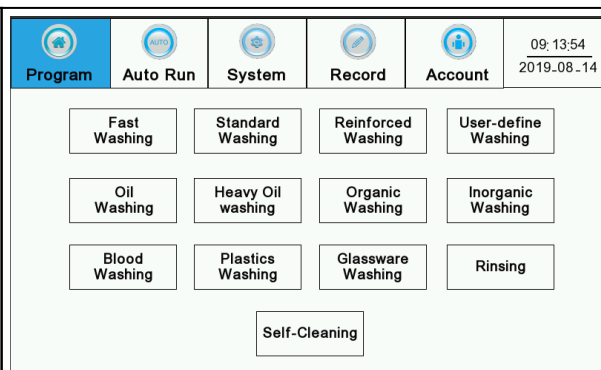 AUTO
09:13:54
Program Auto Run System Record Account
2019-08-14
Fast Standard Reinforced User-define
Washing Washing Washing Washing
Oil Heavy Oil Organic Inorganic
Washing washing Washing Washing
Blood Plastics Glassware
Washing Washing Washing Rinsing
Self-Cleaning